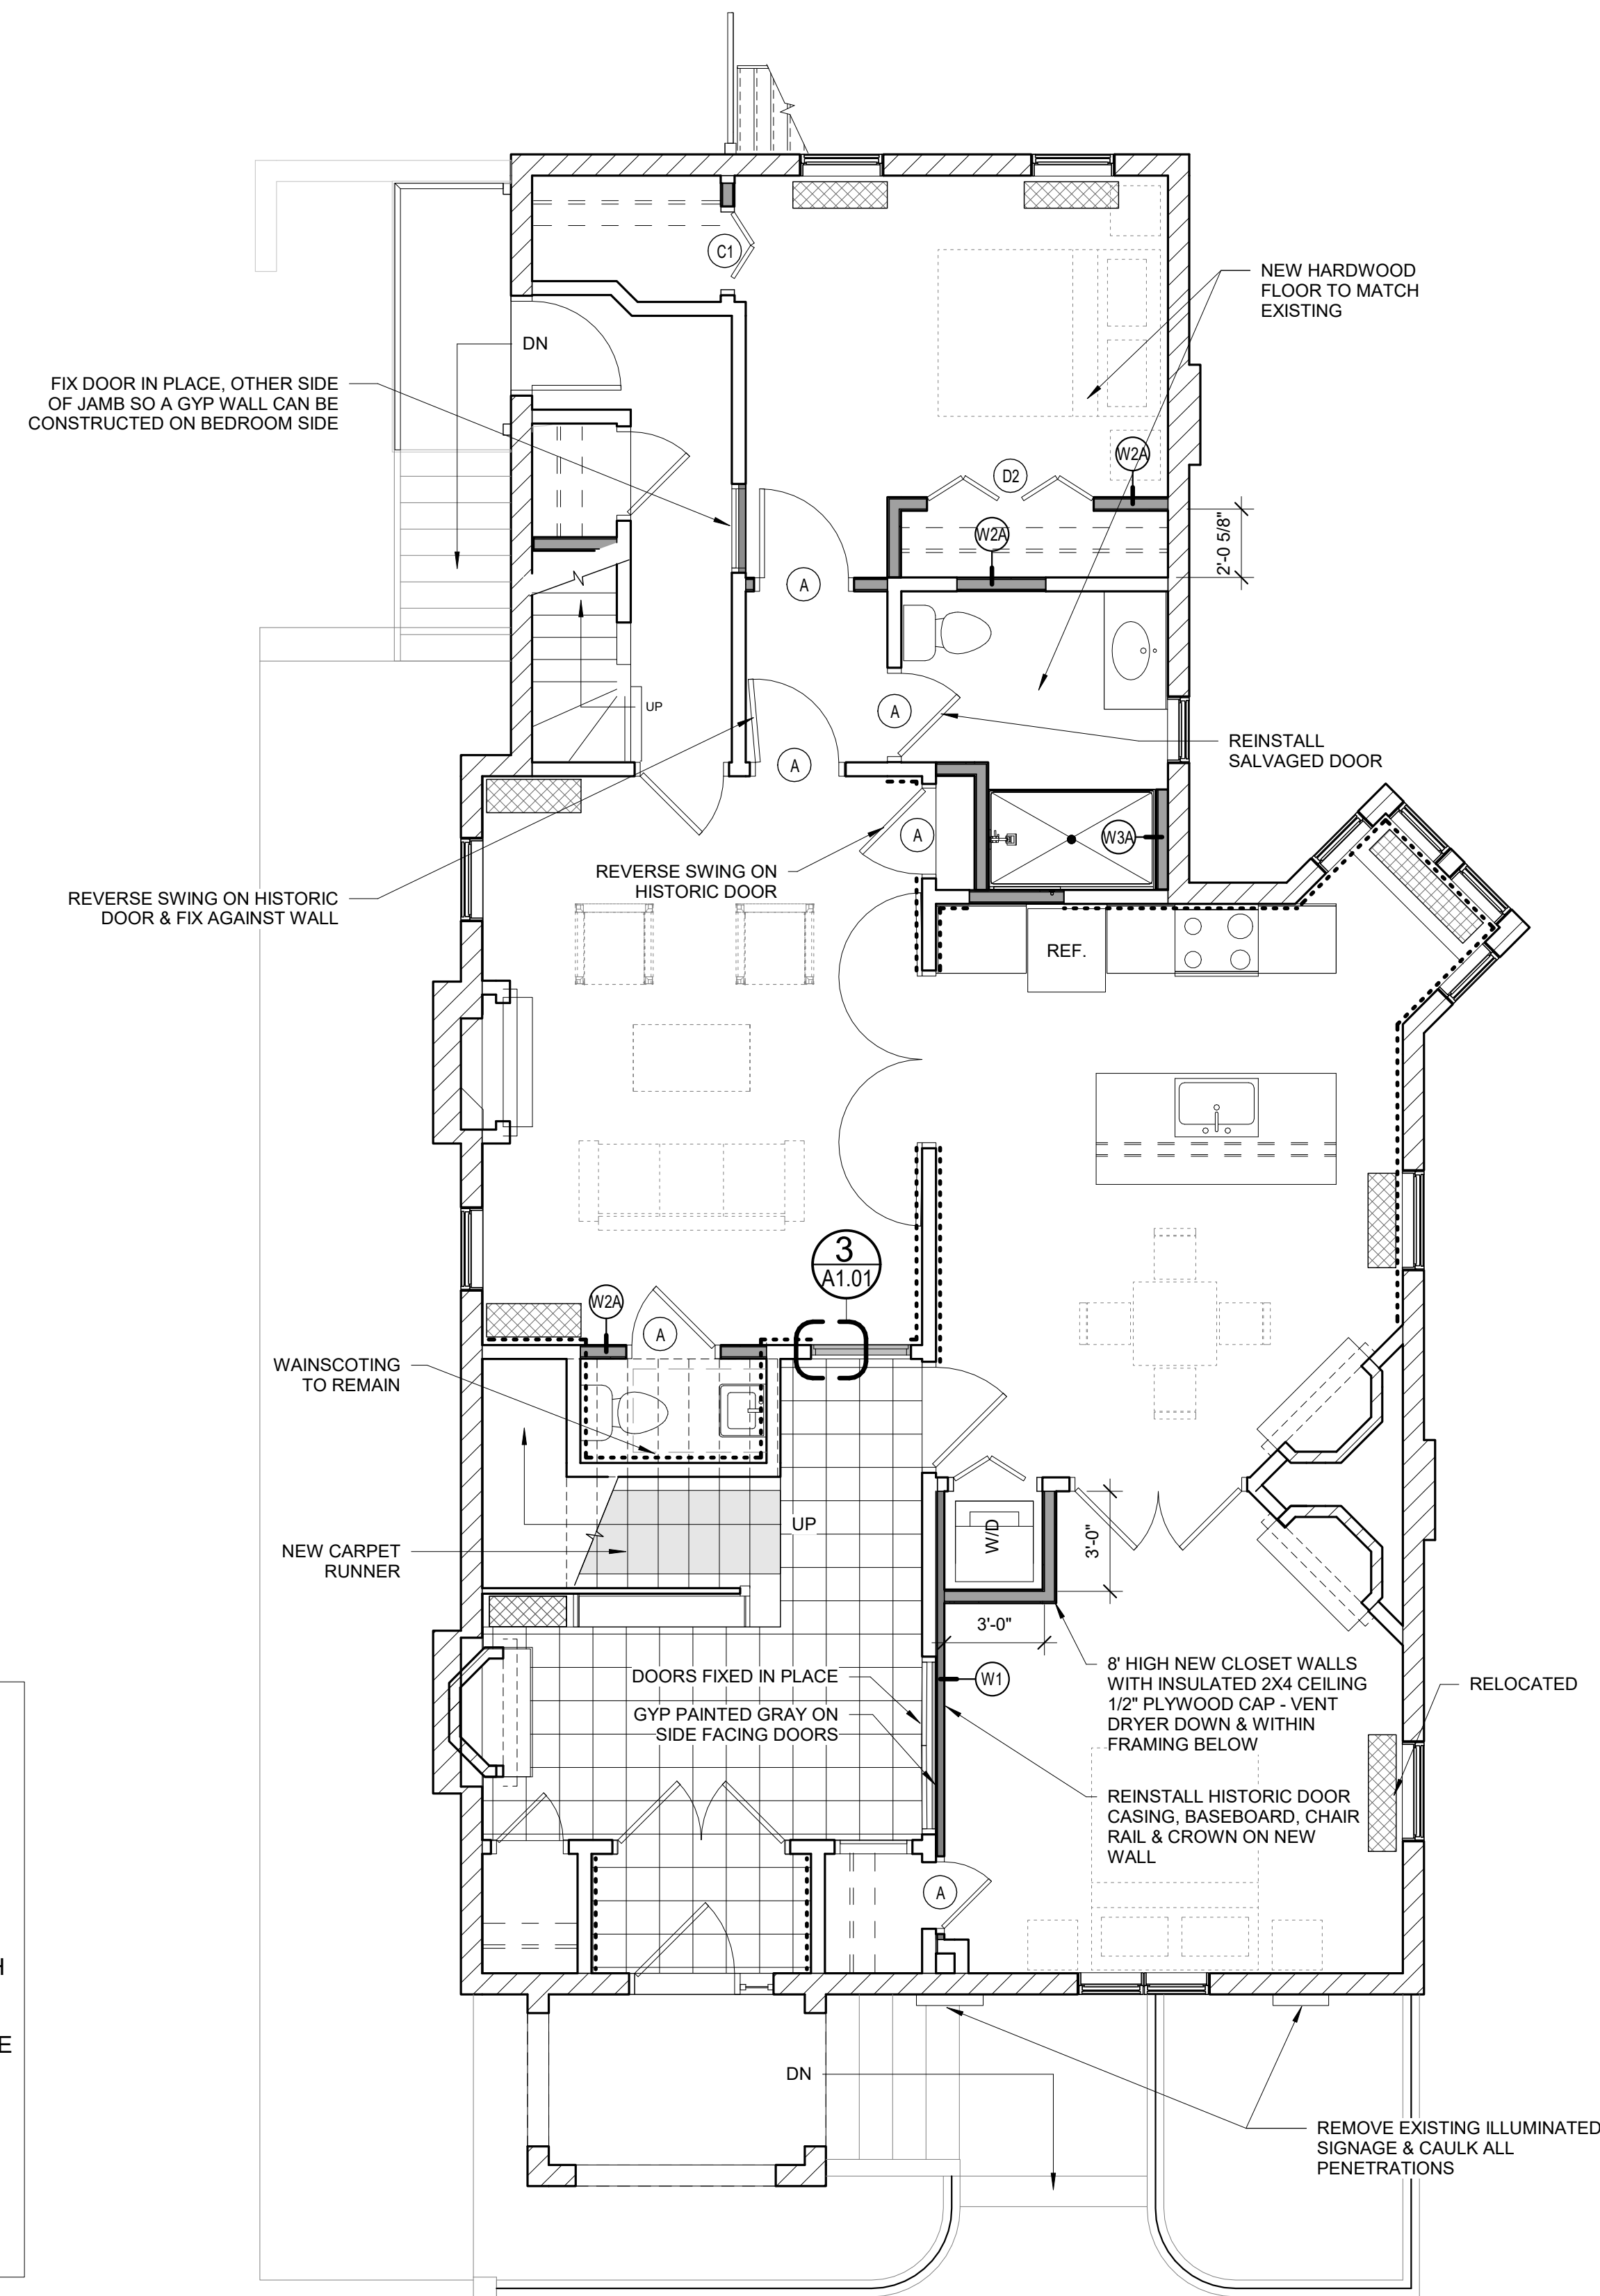 C1
NEW HARDWOOD
FLOOR TO MATCH
EXISTING
DN
FIX DOOR IN PLACE, OTHER SIDE
OF JAMB SO A GYP WALL CAN BE
CONSTRUCTED ON BEDROOM SIDE
W2A
D2
W2A
2'-0 5/8"
A
UP
A
A
REINSTALL
SALVAGED DOOR
A
W3A
REVERSE SWING ON
HISTORIC DOOR
REVERSE SWING ON HISTORIC
DOOR & FIX AGAINST WALL
REF.
3
A1.01
W2A
A
WAINSCOTING
TO REMAIN
UP
W/D
3'-0"
NEW CARPET
RUNNER
3'-0"
DOORS FIXED IN PLACE
W1
GYP PAINTED GRAY ON
SIDE FACING DOORS
8' HIGH NEW CLOSET WALLS
WITH INSULATED 2X4 CEILING
1/2" PLYWOOD CAP - VENT
DRYER DOWN & WITHIN
FRAMING BELOW
RELOCATED
REINSTALL HISTORIC DOOR
CASING, BASEBOARD, CHAIR
RAIL & CROWN ON NEW
WALL
A
H
E
DN
REMOVE EXISTING ILLUMINATED
SIGNAGE & CAULK ALL
PENETRATIONS